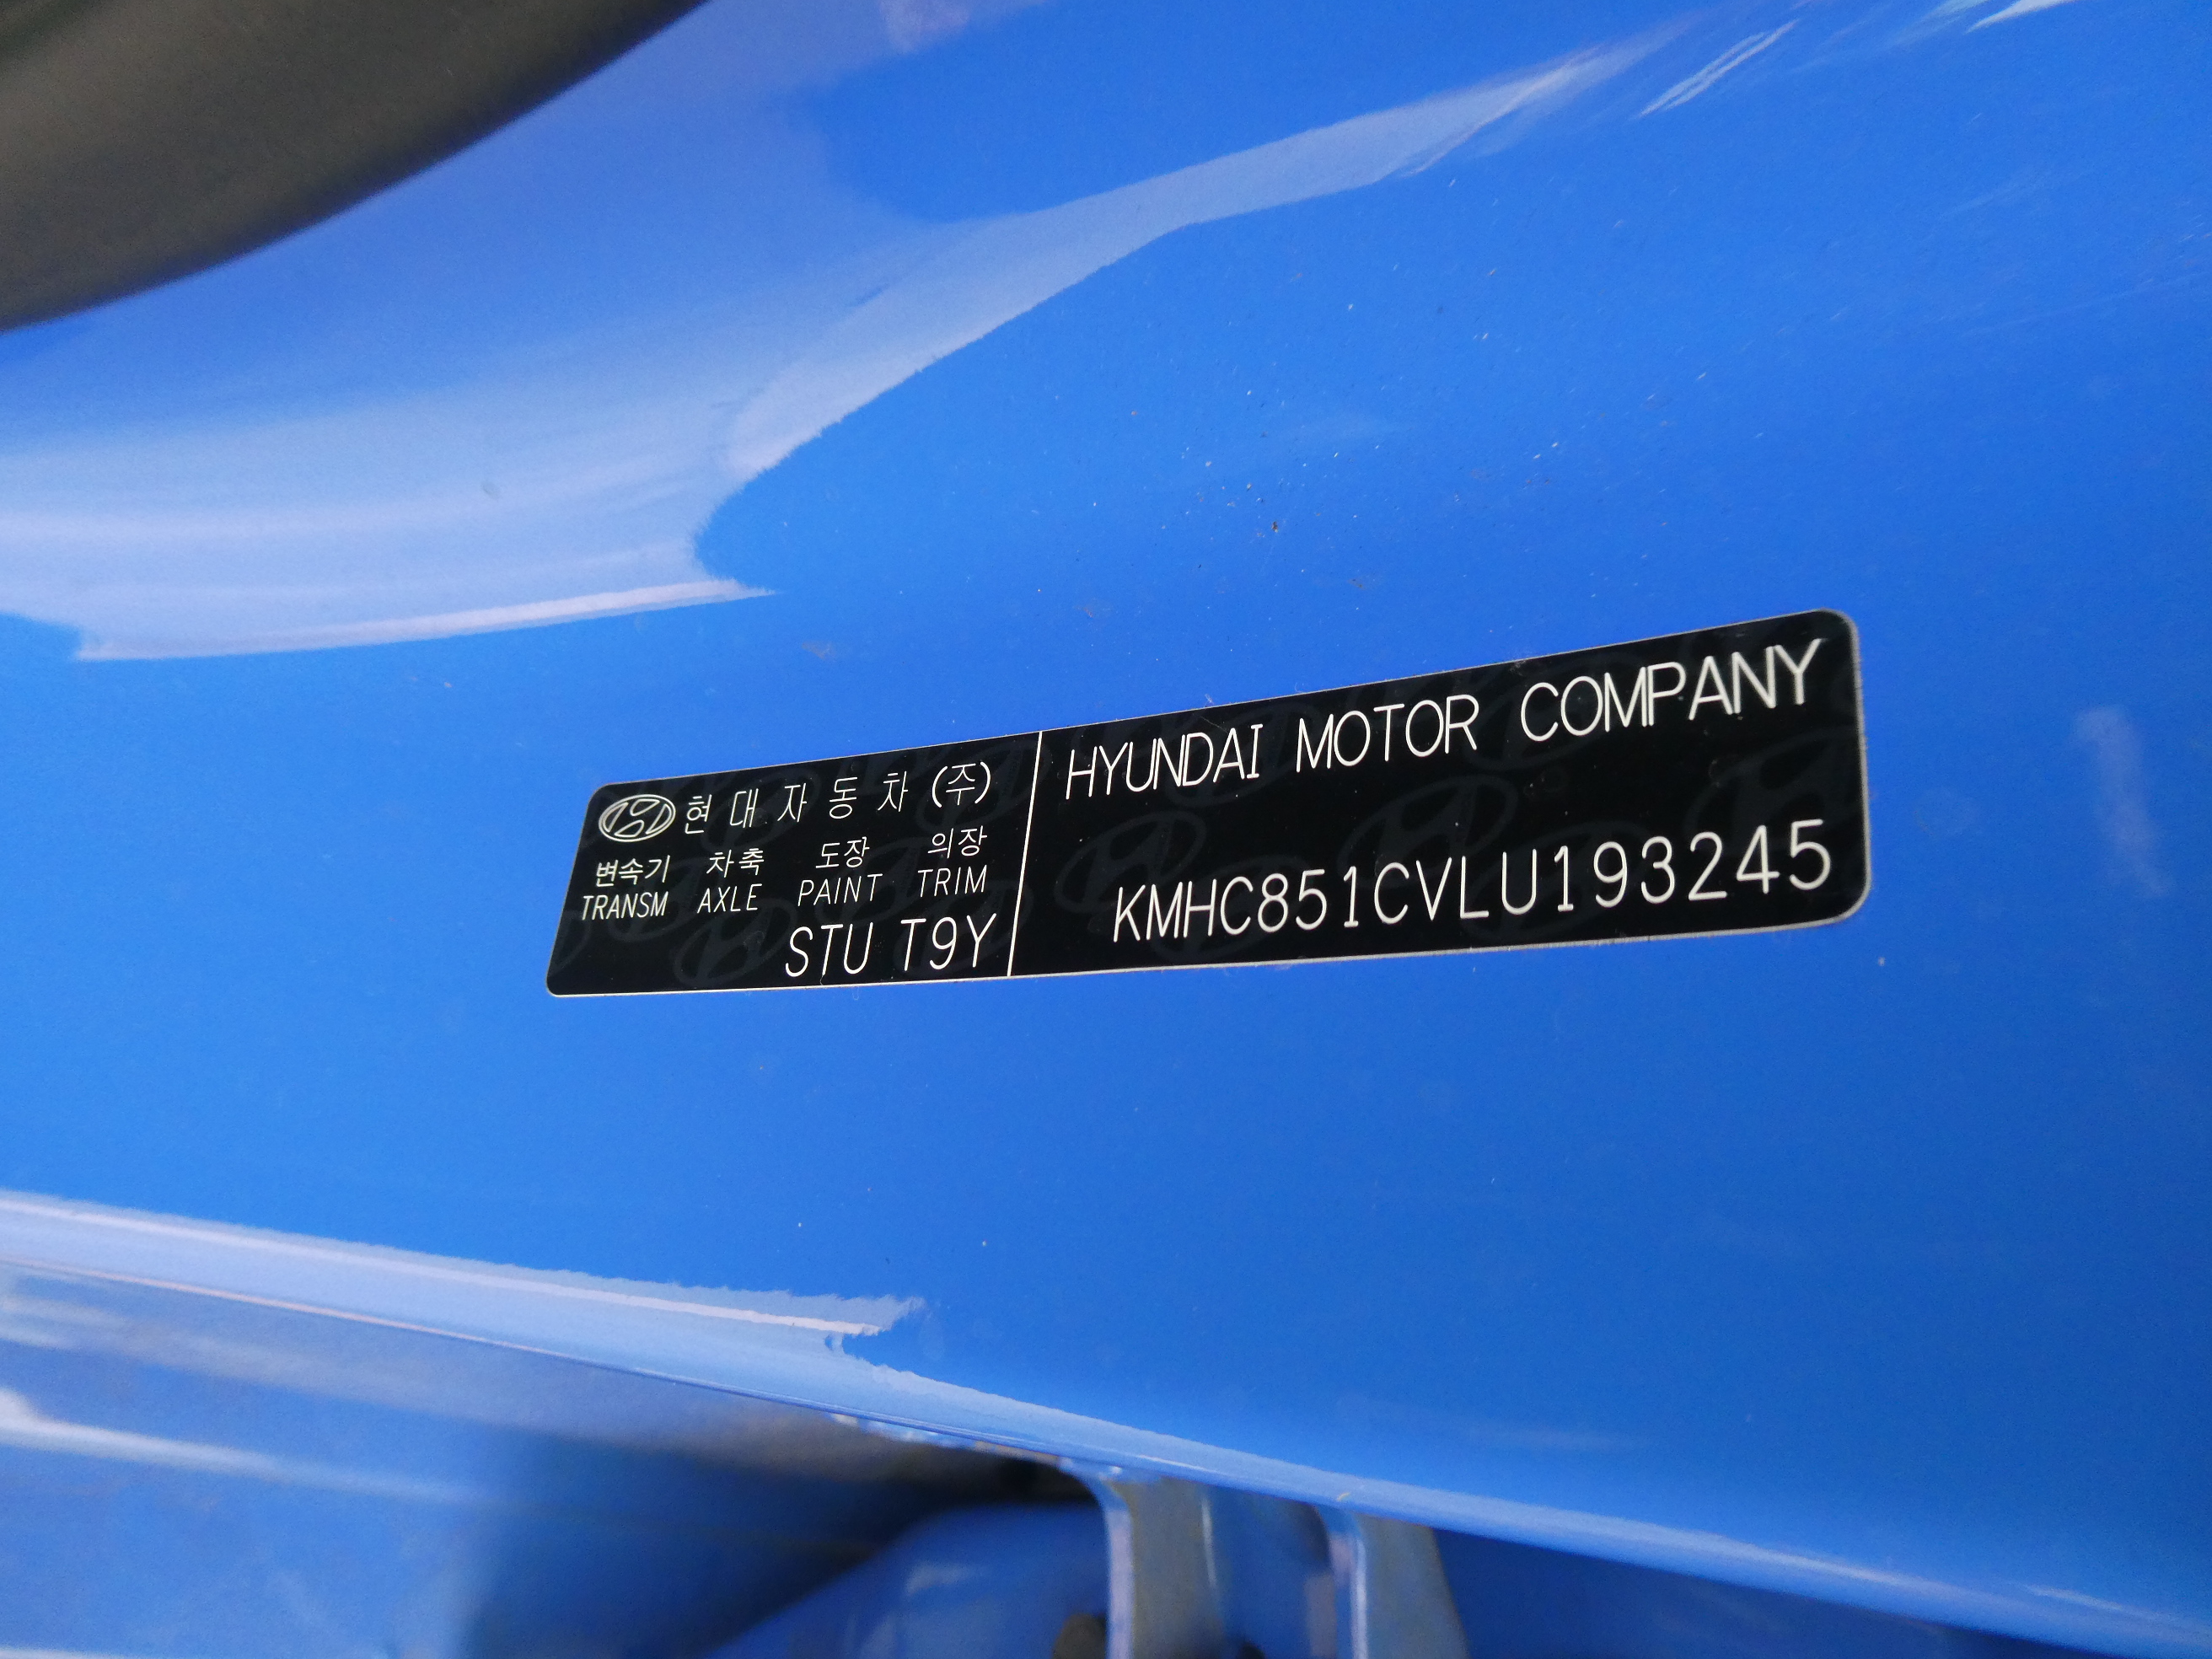 현대자동차(주)
변속기 차축 도장 의장
TRANSM AXLE PAINT TRIM
STU T9Y
HYUNDAI MOTOR COMPANY
KMHC851CVLU193245